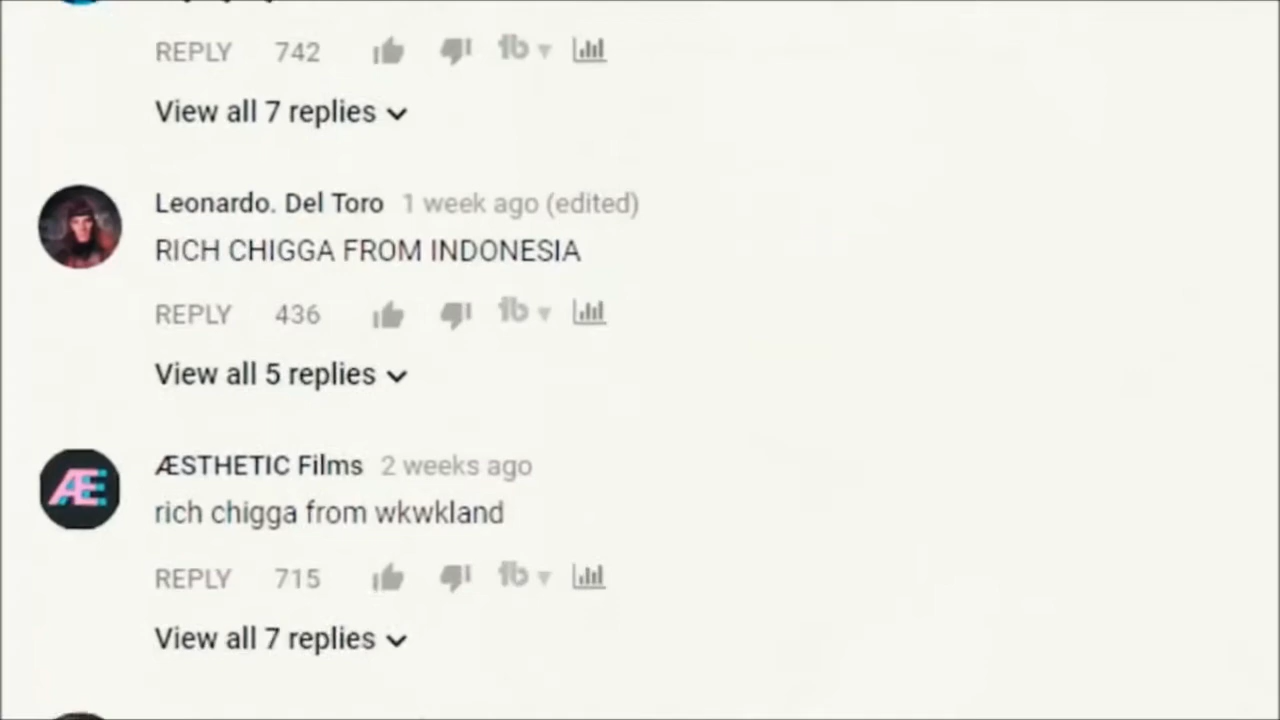 REPLY 742
View all 7 replies
Leonardo. Del Toro 1 week ago (edited)
RICH CHIGGA FROM INDONESIA
REPLY 436
View all 5 replies
ÆSTHETIC Films 2 weeks ago
rich chigga from wkwkland
REPLY 715
View all 7 replies